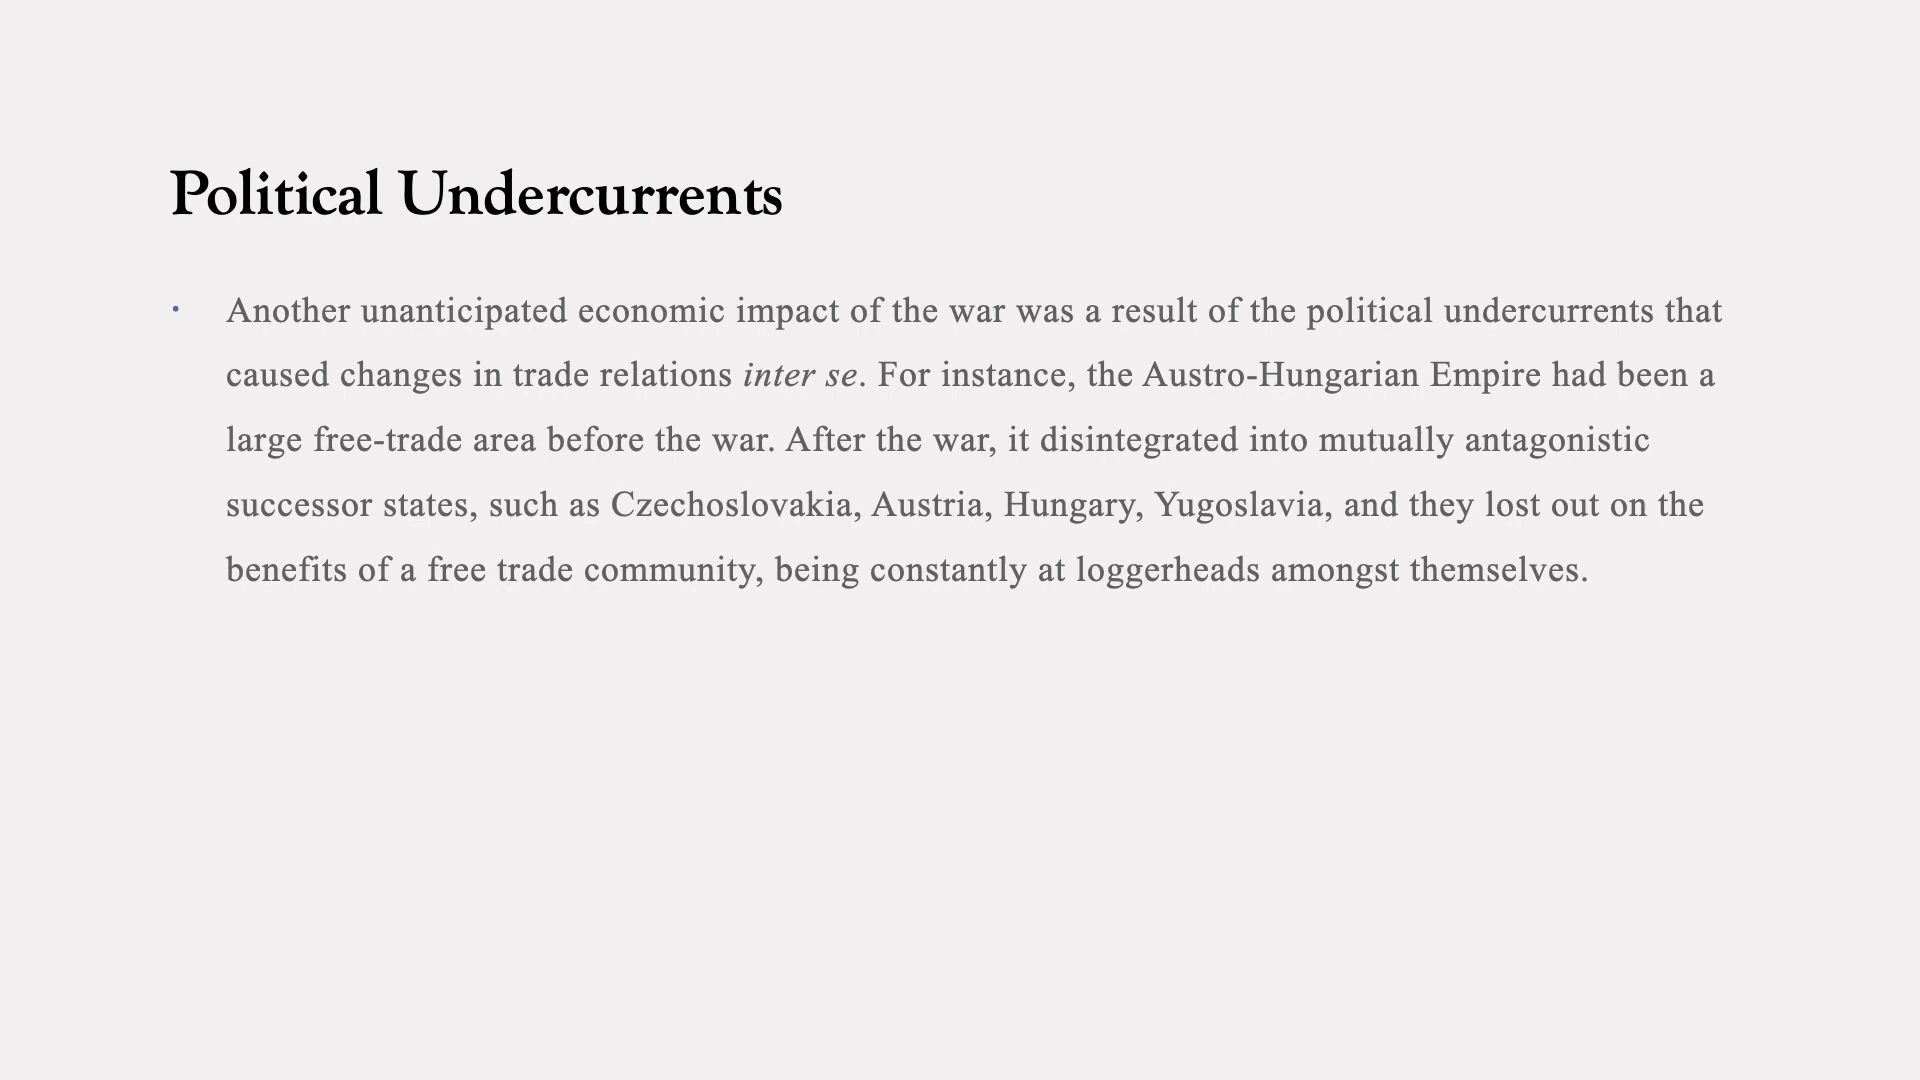 Political Undercurrents
• Another unanticipated economic impact of the war was a result of the political undercurrents that
caused changes in trade relations inter se. For instance, the Austro-Hungarian Empire had been a
large free-trade area before the war. After the war, it disintegrated into mutually antagonistic
successor states, such as Czechoslovakia, Austria, Hungary, Yugoslavia, and they lost out on the
benefits of a free trade community, being constantly at loggerheads amongst themselves.